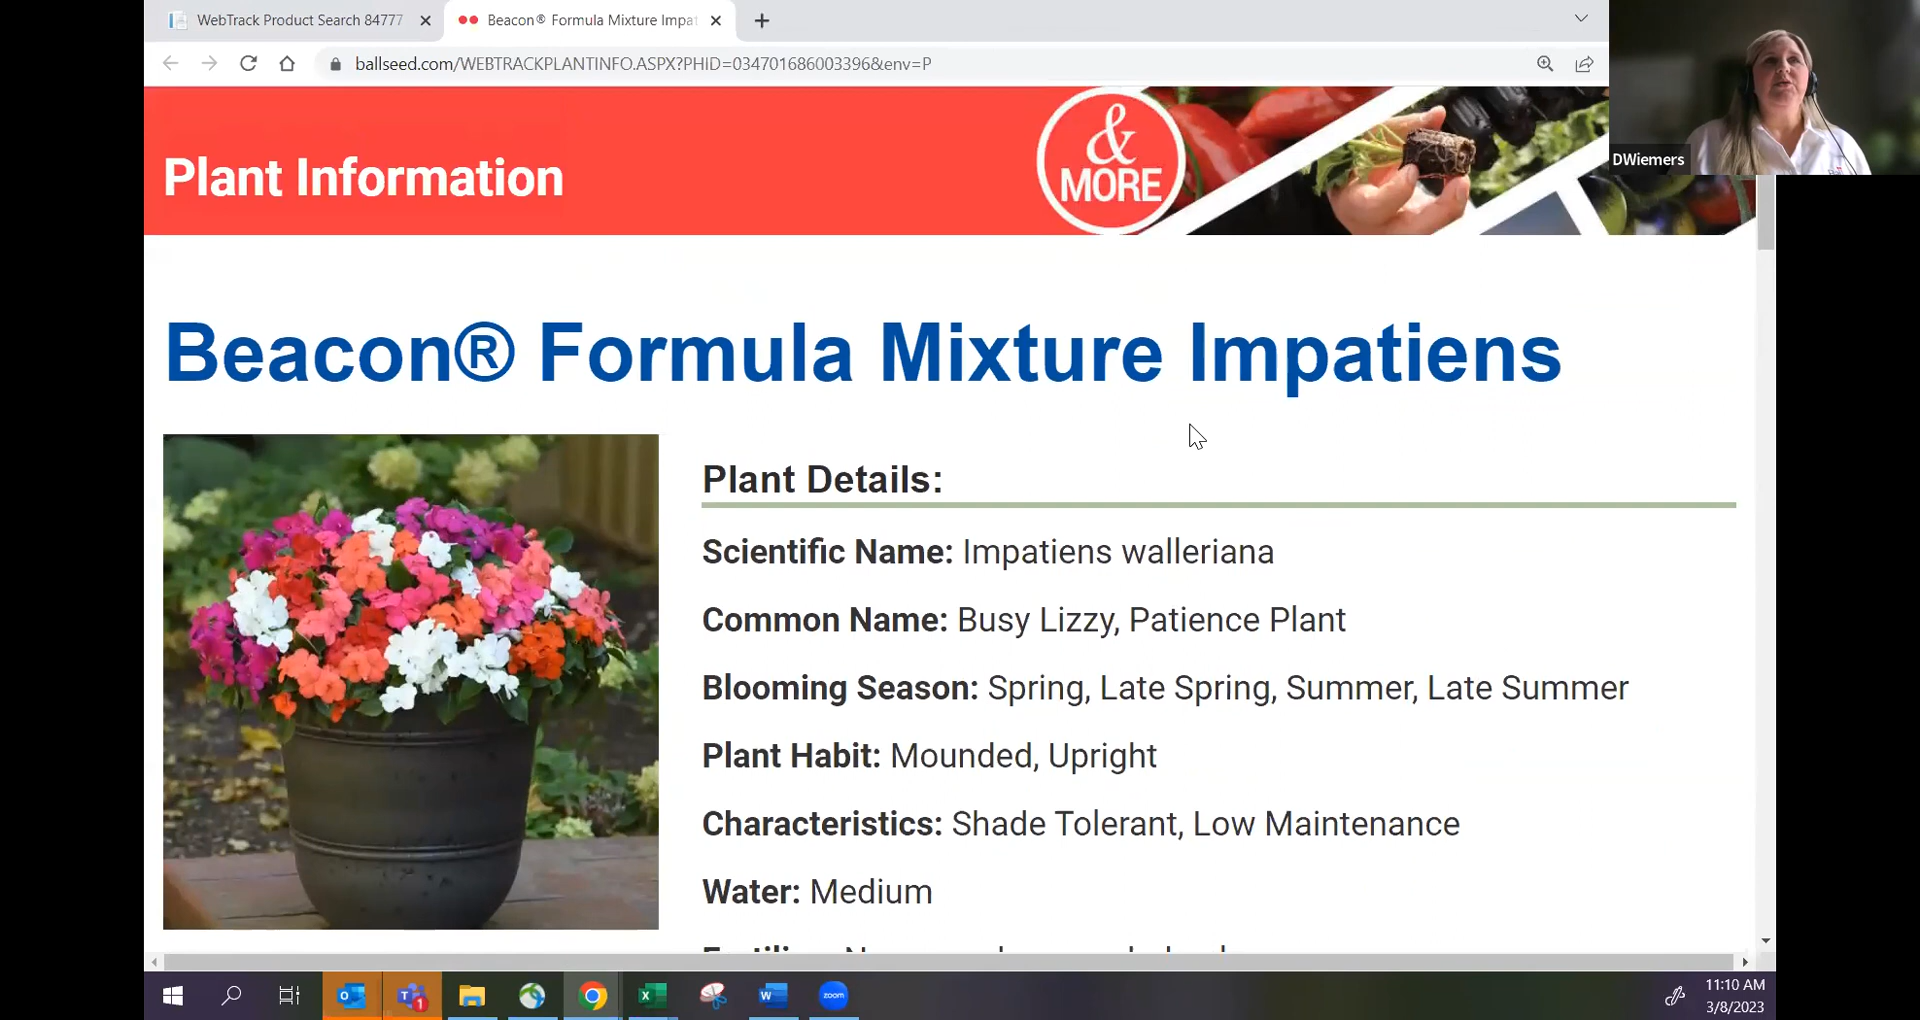 WebTrack Product Search 84777
Beacon® Formula Mixture Impat
ballseed.com/WEBTRACKPLANTINFO.ASPX?PHID=034701686003396&env=P
DWiemers
Plant Information
&
MORE
Beacon® Formula Mixture Impatiens
Plant Details:
Scientific Name: Impatiens walleriana
Common Name: Busy Lizzy, Patience Plant
Blooming Season: Spring, Late Spring, Summer, Late Summer
Plant Habit: Mounded, Upright
Characteristics: Shade Tolerant, Low Maintenance
Water: Medium
1
zoom
11:10 AM
3/8/2023